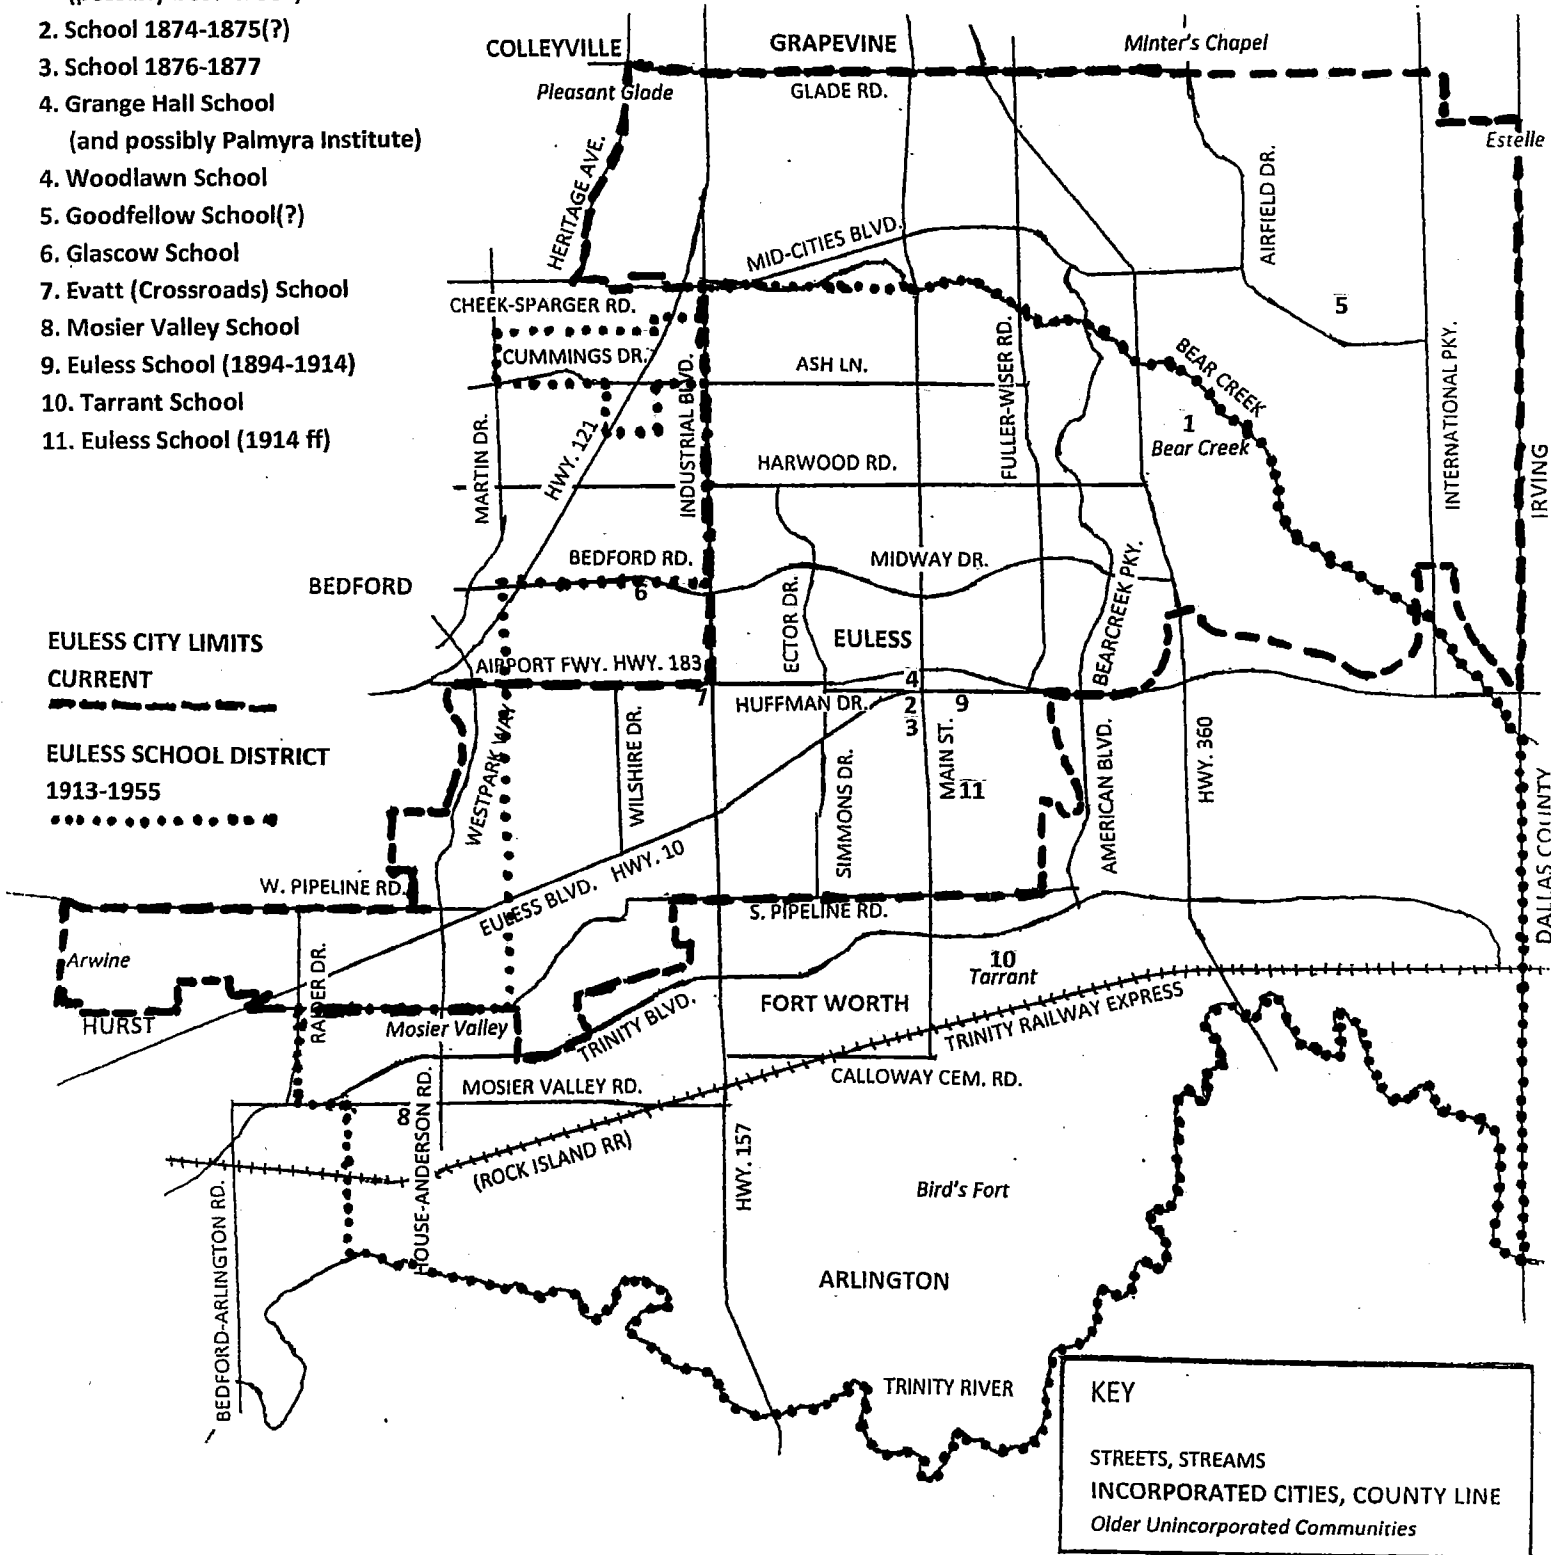 2. School 1874-1875(?)
3. School 1876-1877
4. Grange Hall School
(and possibly Palmyra Institute)
4. Woodlawn School
5. Goodfellow School(?)
6. Glascow School
7. Evatt (Crossroads) School
8. Mosier Valley School
9. Euless School (1894-1914)
10. Tarrant School
11. Euless School (1914 ff)
COLLEYVILLE
GRAPEVINE
Minter's Chapel
Pleasant Glade
GLADE RD.
Estelle
HERITAGE AVE.
AIRFIELD DR.
MID-CITIES BLVD.
CHEEK-SPARGER RD.
5
CUMMINGS DR.
ASH LN.
FULLER-WISER RD.
BEAR CREEK
INTERNATIONAL PKY.
1
Bear Creek
MARTIN DR.
HWY. 121
INDUSTRIAL BLVD.
HARWOOD RD.
IRVING
BEDFORD RD.
MIDWAY DR.
BEDFORD
6
ECTOR DR.
BEARCREEK PKY.
EULESS
EULESS CITY LIMITS
CURRENT
AIRPORT FWY. HWY. 183
4
7
HUFFMAN DR.
2
9
3
EULESS SCHOOL DISTRICT
1913-1955
WESTPARK WAY
WILSHIRE DR.
SIMMONS DR.
MAIN ST.
11
AMERICAN BLVD.
HWY. 360
DALLAS COUNTY
W. PIPELINE RD.
EULESS BLVD. HWY. 10
S. PIPELINE RD.
Arwine
RAIDER DR.
10
Tarrant
HURST
Mosier Valley
TRINITY BLVD.
FORT WORTH
TRINITY RAILWAY EXPRESS
MOSIER VALLEY RD.
CALLOWAY CEM. RD.
8
HOUSE-ANDERSON RD.
(ROCK ISLAND RR)
HWY. 157
Bird's Fort
BEDFORD-ARLINGTON RD.
ARLINGTON
TRINITY RIVER
KEY
STREETS, STREAMS
INCORPORATED CITIES, COUNTY LINE
Older Unincorporated Communities